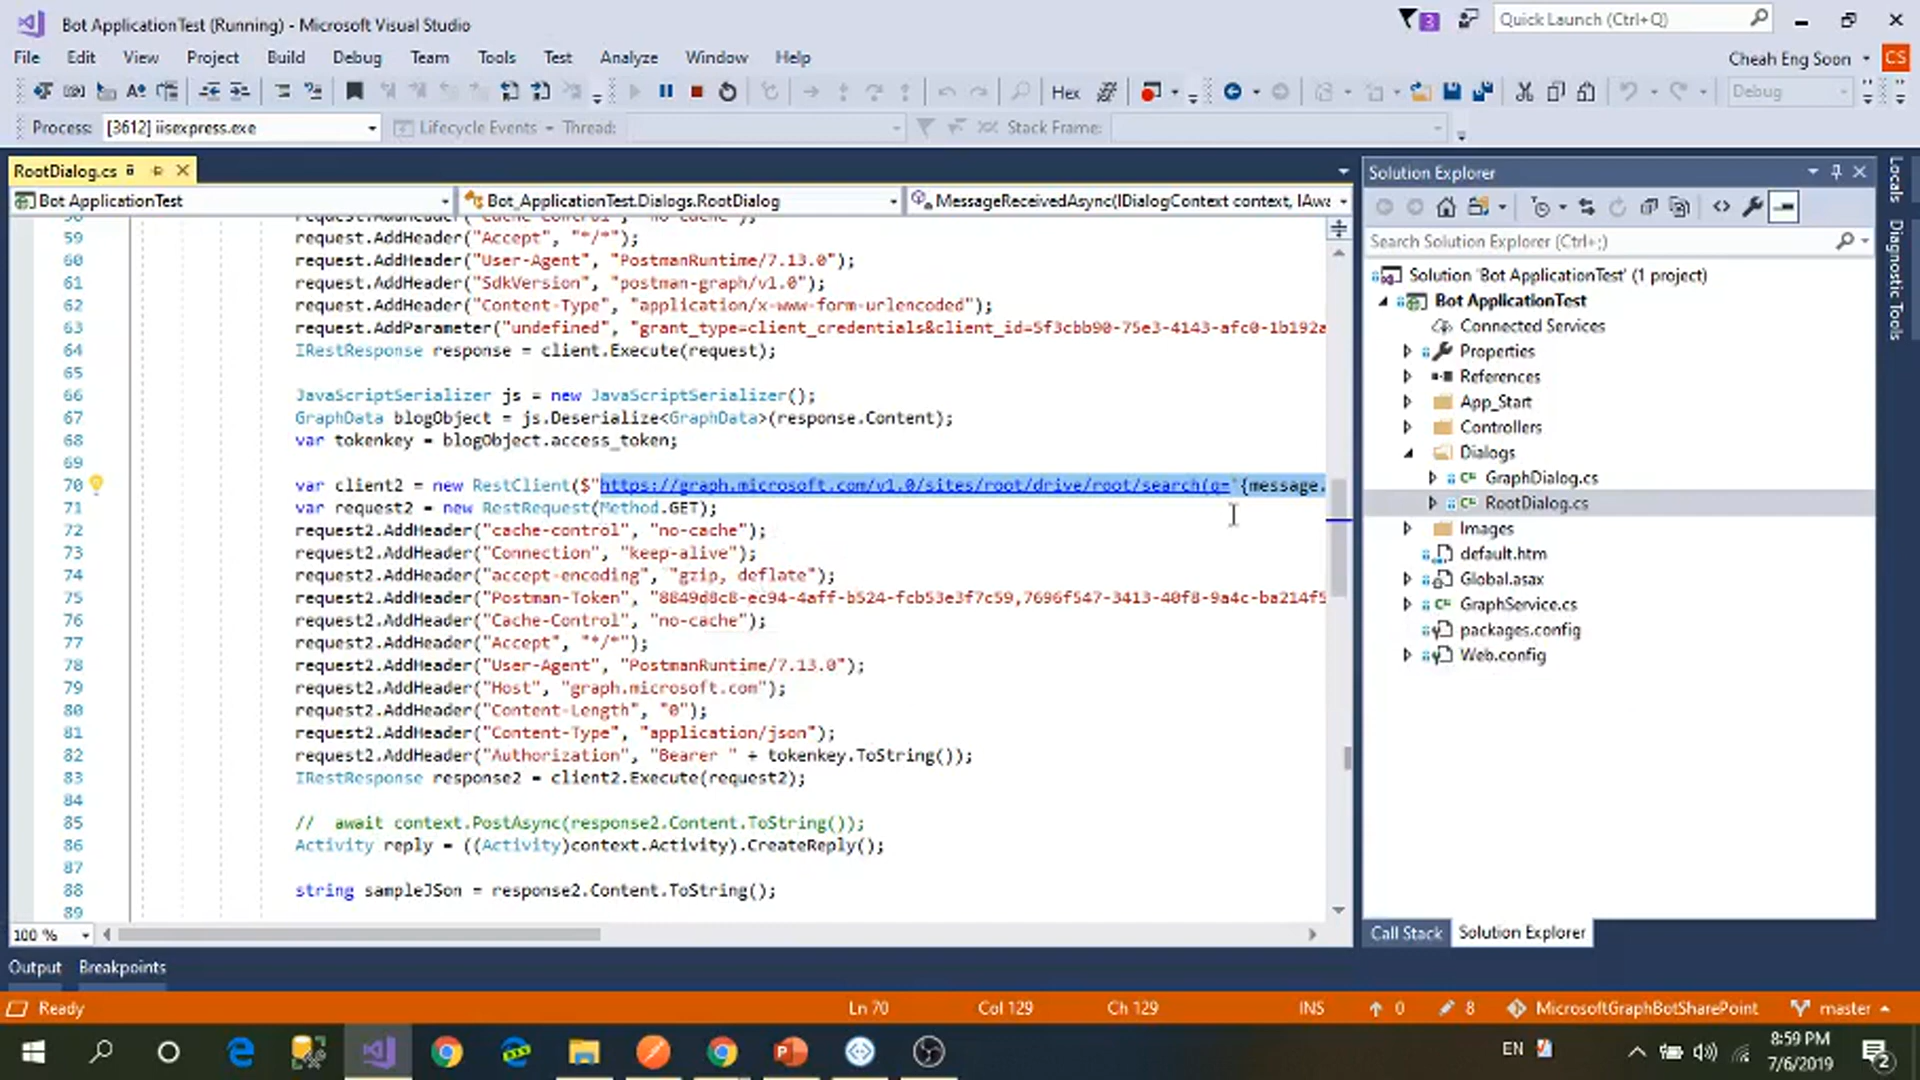 Bot ApplicationTest (Running) - Microsoft Visual Studio
3
Quick Launch (Ctrl+Q)
File Edit View Project Build Debug Team Tools Test Analyze Window Help
Cheah Eng Soon
CS
Hex
Debug
Process: [3612] iisexpress.exe
Lifecycle Events
Thread:
Stack Frame:
RootDialog.cs
Bot ApplicationTest
Bot_ApplicationTest.Dialogs.RootDialog
MessageReceivedAsync(IDialogContext context, IAwa
59 request.AddHeader("Accept", "*/*");
60 request.AddHeader("User-Agent", "PostmanRuntime/7.13.0");
61 request.AddHeader("SdkVersion", "postman-graph/v1.0");
62 request.AddHeader("Content-Type", "application/x-www-form-urlencoded");
63 request.AddParameter("undefined", "grant_type=client_credentials&client_id=5f3cbb90-75e3-4143-afc0-1b192a
64 IRestResponse response = client.Execute(request);
65
66 JavaScriptSerializer js = new JavaScriptSerializer();
67 GraphData blogObject = js.Deserialize<GraphData>(response.Content);
68 var tokenkey = blogObject.access_token;
69
70 var client2 = new RestClient($"https://graph.microsoft.com/v1.0/sites/root/drive/root/search(q='{message.
71 var request2 = new RestRequest(Method.GET);
72 request2.AddHeader("cache-control", "no-cache");
73 request2.AddHeader("Connection", "keep-alive");
74 request2.AddHeader("accept-encoding", "gzip, deflate");
75 request2.AddHeader("Postman-Token", "8849d8c8-ec94-4aff-b524-fcb53e3f7c59,7696f547-3413-40f8-9a4c-ba214f5
76 request2.AddHeader("Cache-Control", "no-cache");
77 request2.AddHeader("Accept", "*/*");
78 request2.AddHeader("User-Agent", "PostmanRuntime/7.13.0");
79 request2.AddHeader("Host", "graph.microsoft.com");
80 request2.AddHeader("Content-Length", "0");
81 request2.AddHeader("Content-Type", "application/json");
82 request2.AddHeader("Authorization", "Bearer " + tokenkey.ToString());
83 IRestResponse response2 = client2.Execute(request2);
84
85 // await context.PostAsync(response2.Content.ToString());
86 Activity reply = ((Activity)context.Activity).CreateReply();
87
88 string sampleJSon = response2.Content.ToString();
89
100 %
Solution Explorer
Search Solution Explorer (Ctrl+;)
Solution 'Bot ApplicationTest' (1 project)
Bot ApplicationTest
Connected Services
Properties
References
App_Start
Controllers
Dialogs
GraphDialog.cs
RootDialog.cs
Images
default.htm
Global.asax
GraphService.cs
packages.config
Web.config
Call Stack
Solution Explorer
Locals
Diagnostic Tools
Output Breakpoints
Ready
Ln 70
Col 129
Ch 129
INS
0
8
MicrosoftGraphBotSharePoint
master
EN
8:59 PM
7/6/2019
2